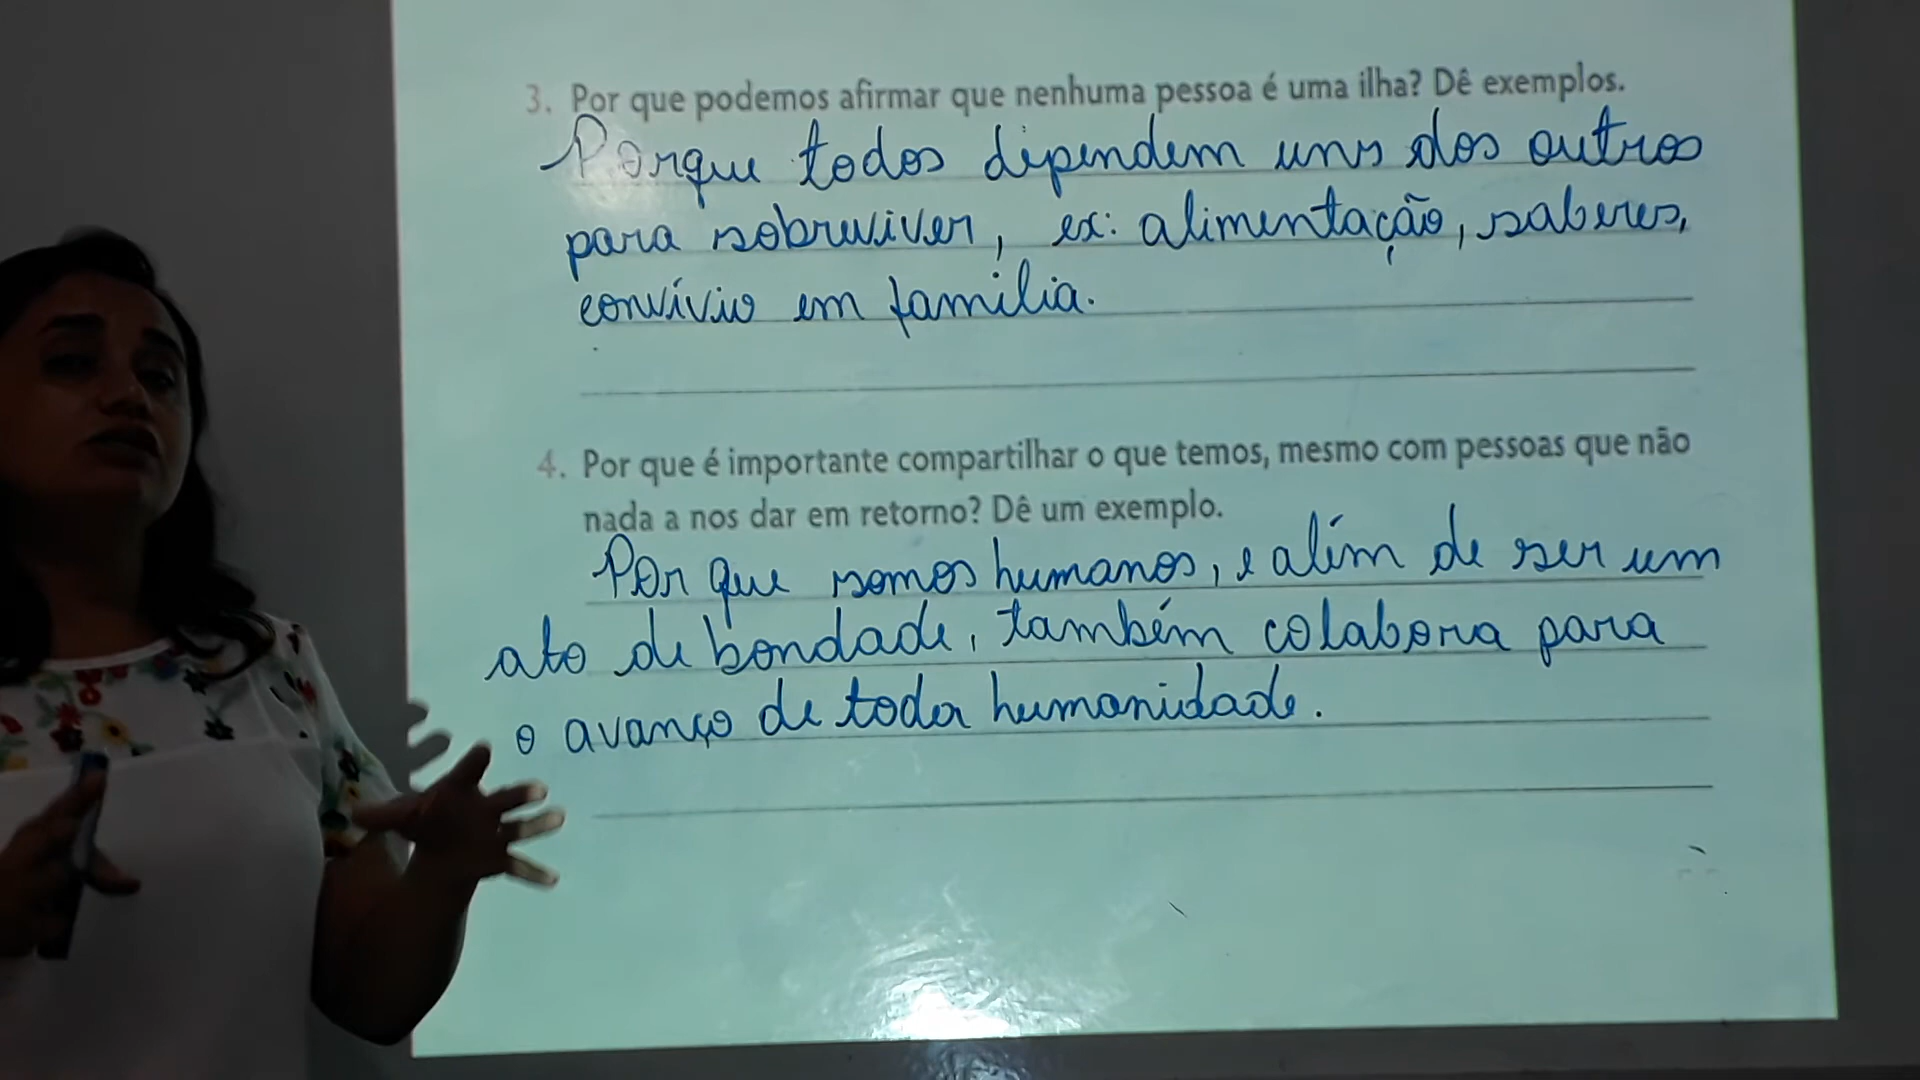 3. Por que podemos afirmar que nenhuma pessoa é uma ilha? Dê exemplos.
Porque todos dependem uns dos outros
para sobreviver, ex: alimentação, saberes,
convívio em família.
4. Por que é importante compartilhar o que temos, mesmo com pessoas que não
nada a nos dar em retorno? Dê um exemplo.
Por que somos humanos, e além de ser um
ato de bondade, também colabora para
o avanço de toda humanidade.